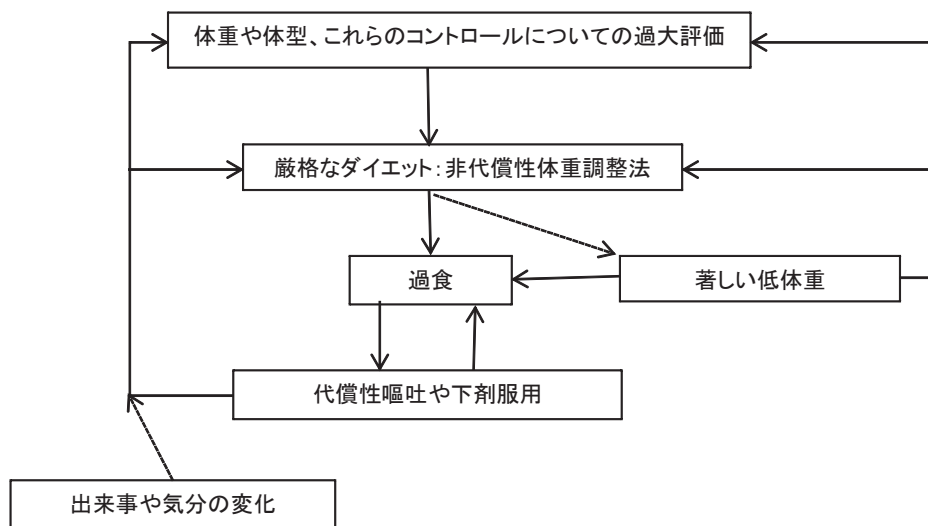 体重や体型、これらのコントロールについての過大評価
厳格なダイエット：非代償性体重調整法
過食
著しい低体重
代償性嘔吐や下剤服用
出来事や気分の変化